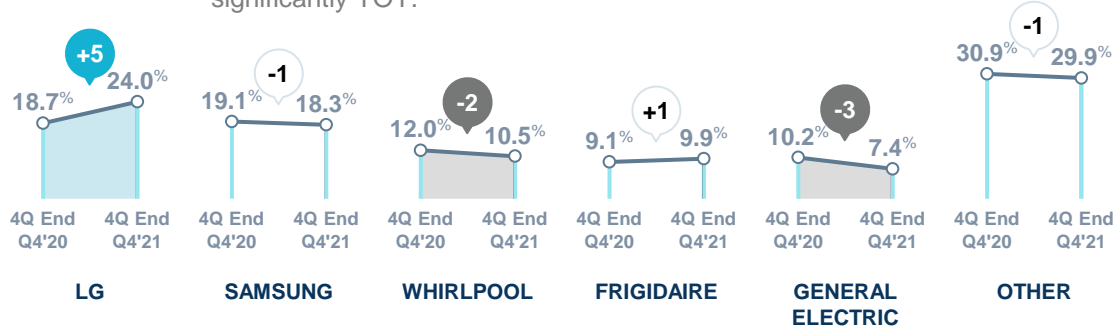 significantly YOY.
+5
-1
-2
+1
-3
-1
18.7% 24.0%
19.1% 18.3%
12.0% 10.5%
9.1% 9.9%
10.2% 7.4%
30.9% 29.9%
4Q End 4Q End 4Q End 4Q End 4Q End 4Q End 4Q End 4Q End 4Q End 4Q End 4Q End 4Q End
Q4'20 Q4'21 Q4'20 Q4'21 Q4'20 Q4'21 Q4'20 Q4'21 Q4'20 Q4'21 Q4'20 Q4'21
LG SAMSUNG WHIRLPOOL FRIGIDAIRE GENERAL OTHER
ELECTRIC